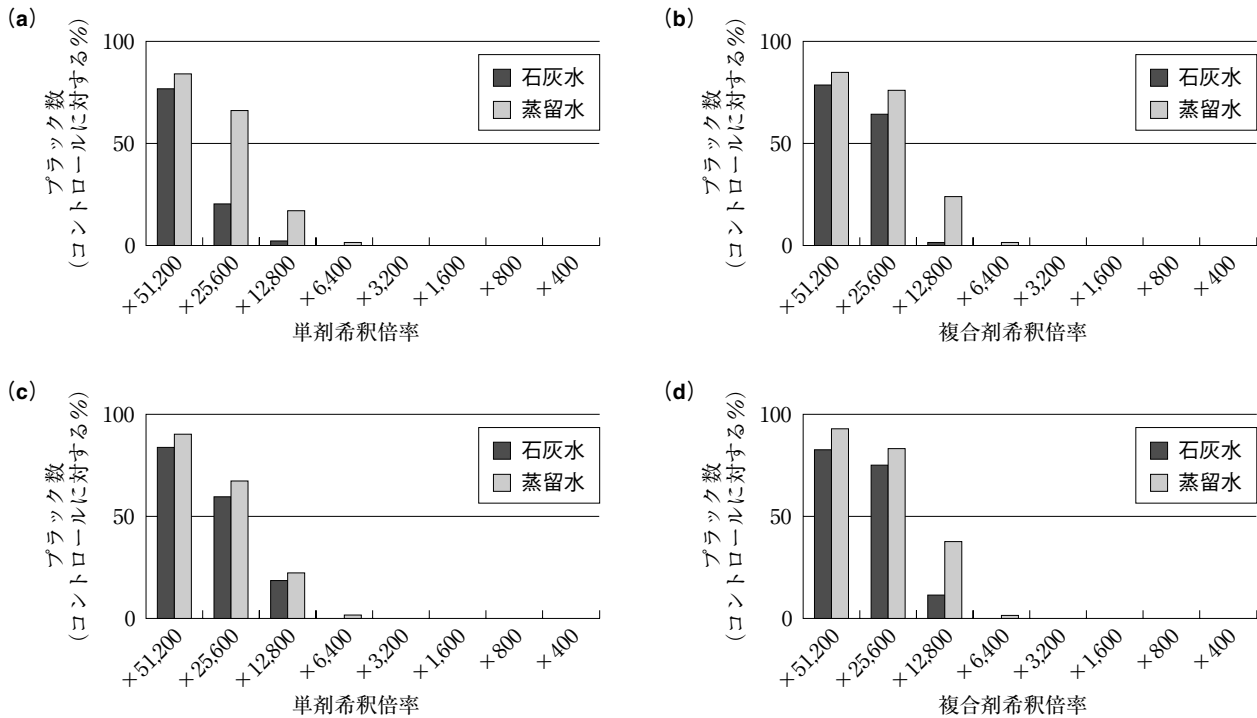 (a)
プラック数
(コントロールに対する%)
100
50
0
石灰水
蒸留水
×51,200
×25,600
×12,800
×6,400
×3,200
×1,600
×800
×400
単剤希釈倍率
(b)
プラック数
(コントロールに対する%)
100
50
0
石灰水
蒸留水
×51,200
×25,600
×12,800
×6,400
×3,200
×1,600
×800
×400
複合剤希釈倍率
(c)
プラック数
(コントロールに対する%)
100
50
0
石灰水
蒸留水
×51,200
×25,600
×12,800
×6,400
×3,200
×1,600
×800
×400
単剤希釈倍率
(d)
プラック数
(コントロールに対する%)
100
50
0
石灰水
蒸留水
×51,200
×25,600
×12,800
×6,400
×3,200
×1,600
×800
×400
複合剤希釈倍率